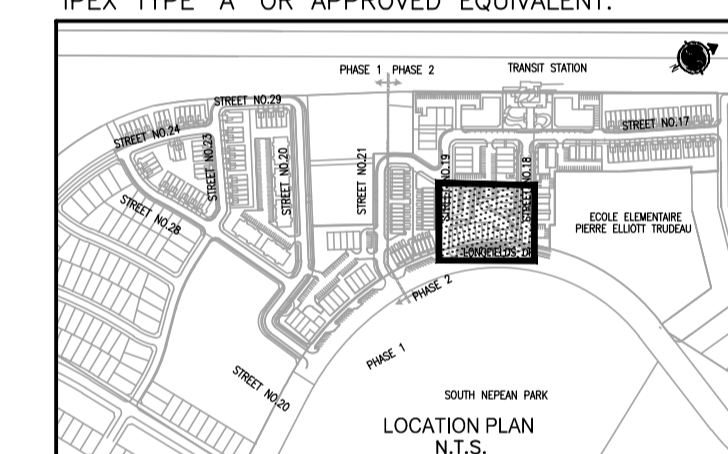 IPEX TYPE 'A' OR APPROVED EQUIVALENT.
PHASE 1
PHASE 2
TRANSIT STATION
STREET NO.29
STREET NO.24
STREET NO.23
STREET NO.20
STREET NO.21
STREET NO.19
STREET NO.18
STREET NO.17
STREET NO.28
ECOLE ELEMENTAIRE
PIERRE ELLIOTT TRUDEAU
LONGFIELDS DR
PHASE 2
PHASE 1
STREET NO.20
SOUTH NEPEAN PARK
LOCATION PLAN
N.T.S.